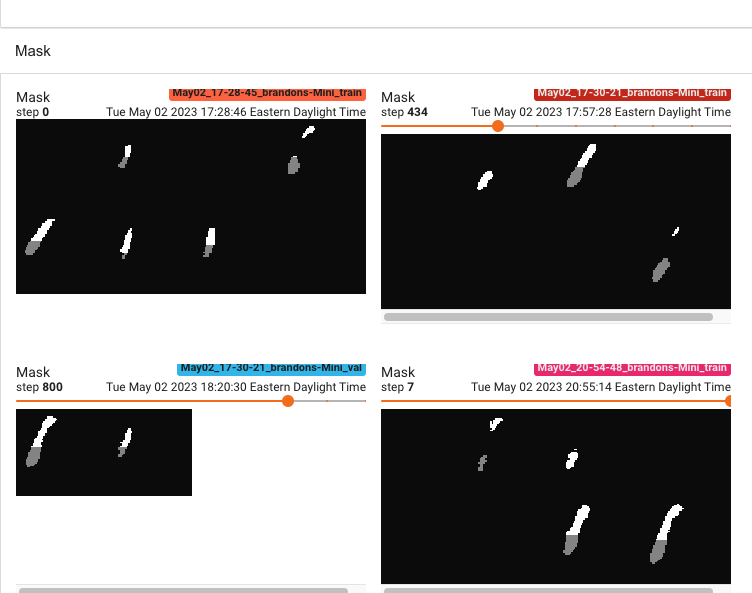 Mask
Mask
May02_17-28-45_brandons-Mini_train
step 0
Tue May 02 2023 17:28:46 Eastern Daylight Time
Mask
May02_17-30-21_brandons-Mini_train
step 434
Tue May 02 2023 17:57:28 Eastern Daylight Time
Mask
May02_17-30-21_brandons-Mini_val
step 800
Tue May 02 2023 18:20:30 Eastern Daylight Time
Mask
May02_20-54-48_brandons-Mini_train
step 7
Tue May 02 2023 20:55:14 Eastern Daylight Time